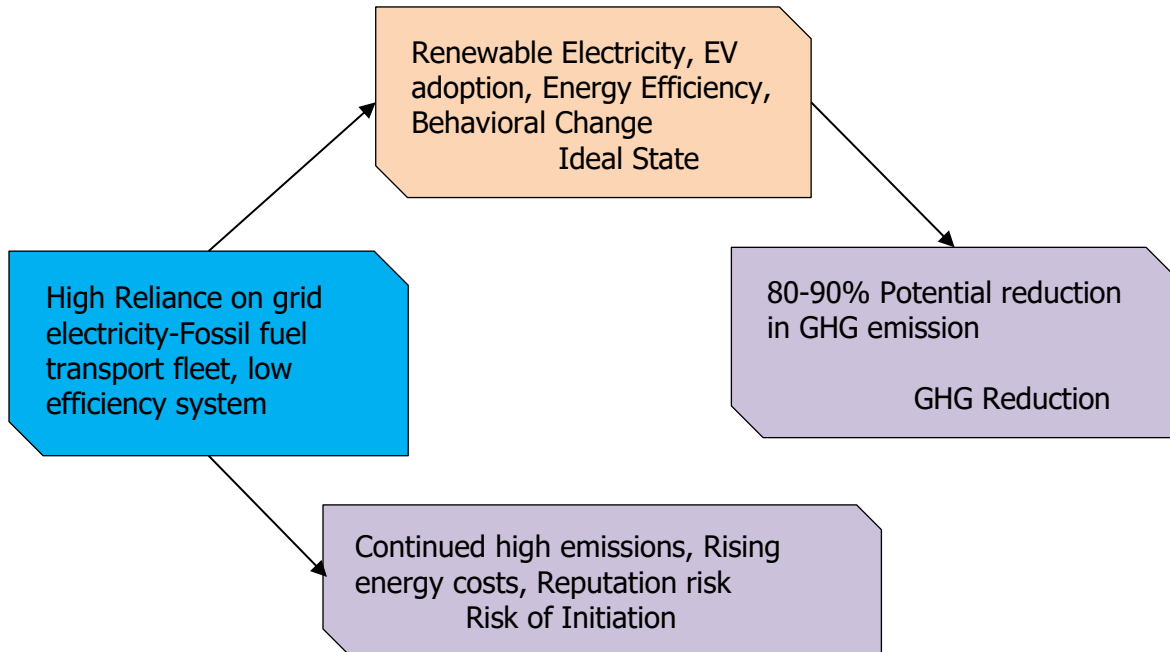 Renewable Electricity, EV
adoption, Energy Efficiency,
Behavioral Change
Ideal State
High Reliance on grid
electricity-Fossil fuel
transport fleet, low
efficiency system
80-90% Potential reduction
in GHG emission
GHG Reduction
Continued high emissions, Rising
energy costs, Reputation risk
Risk of Initiation